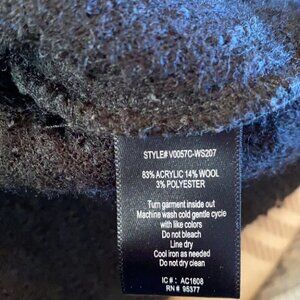 STYLE# V0057C-WS207
83% ACRYLIC 14% WOOL
3% POLYESTER
Turn garment inside out
Machine wash cold gentle cycle
with like colors
Do not bleach
Line dry
Cool iron as needed
Do not dry clean
IC # : AC1608
RN # 95377